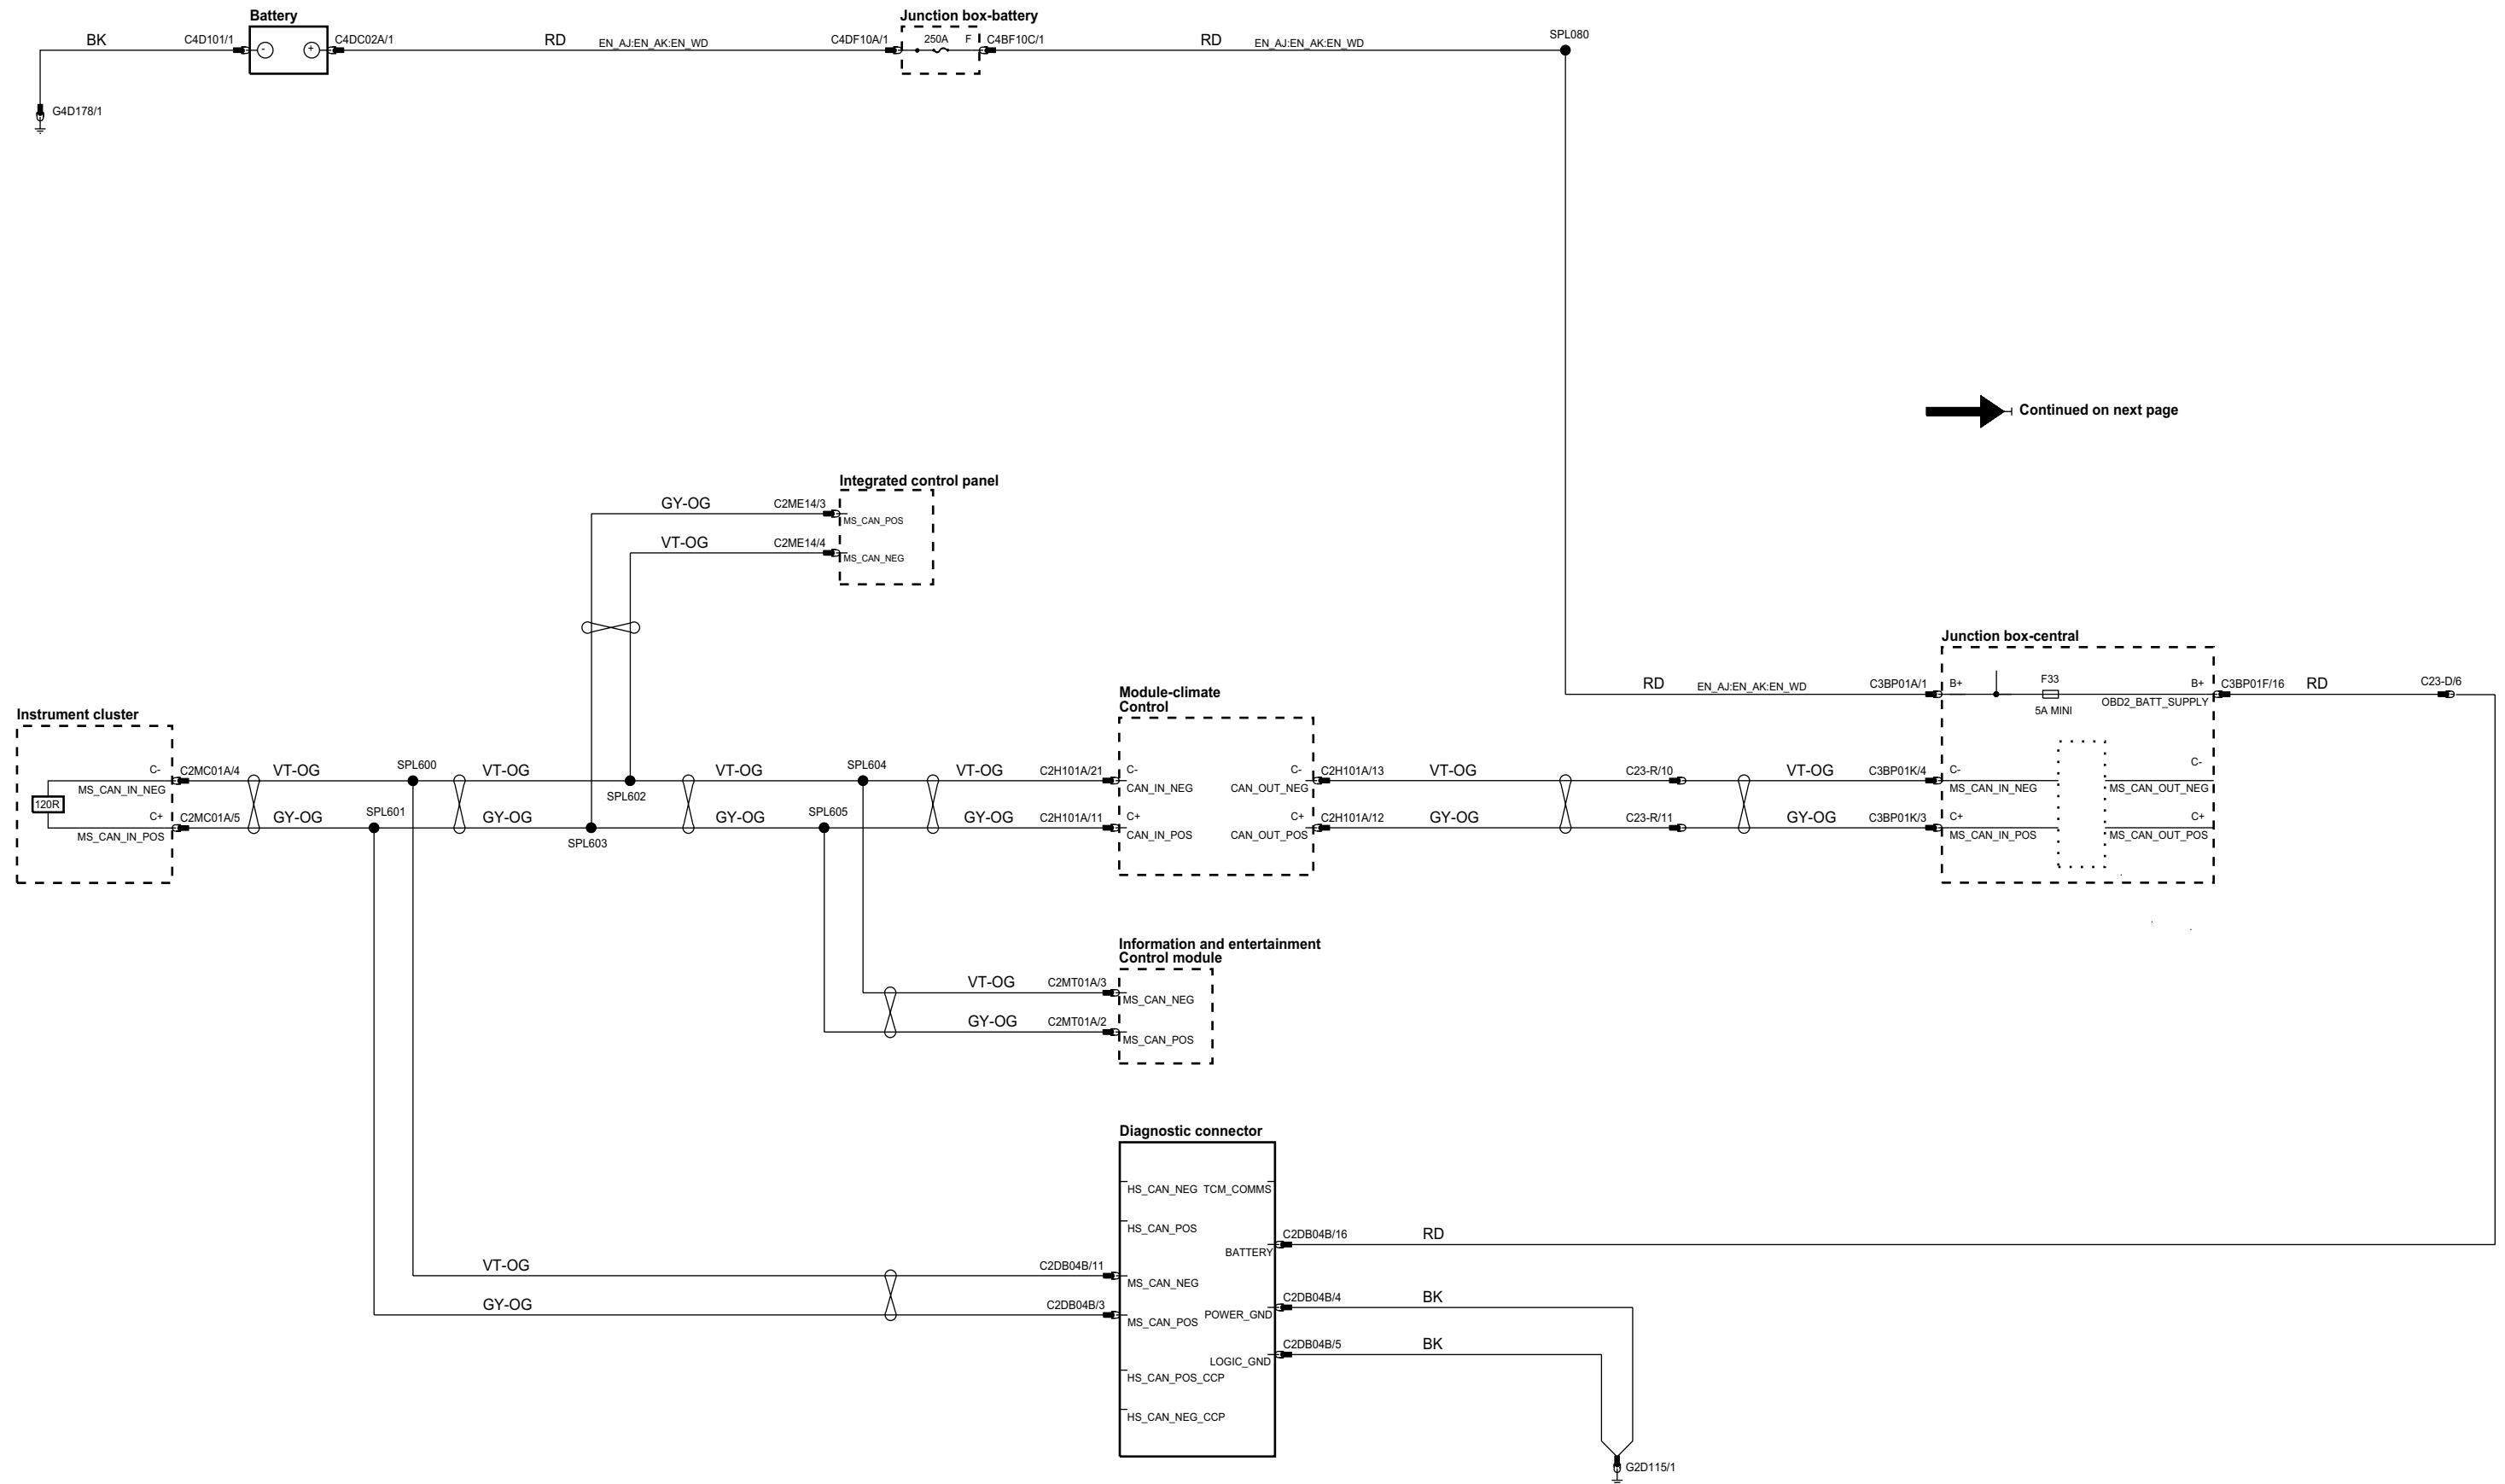 Battery
Junction box-battery
BK
C4D101/1
-
+
C4DC02A/1
RD
EN_AJ:EN_AK:EN_WD
C4DF10A/1
250A
F
C4BF10C/1
RD
EN_AJ:EN_AK:EN_WD
SPL080
G4D178/1
Continued on next page
Integrated control panel
GY-OG
C2ME14/3
MS_CAN_POS
VT-OG
C2ME14/4
MS_CAN_NEG
Junction box-central
RD
EN_AJ:EN_AK:EN_WD
C3BP01A/1
B+
F33
5A MINI
B+
OBD2_BATT_SUPPLY
C3BP01F/16
RD
C23-D/6
Instrument cluster
Module-climate
Control
120R
C-
MS_CAN_IN_NEG
C2MC01A/4
VT-OG
SPL600
VT-OG
SPL602
VT-OG
SPL604
VT-OG
C2H101A/21
C-
CAN_IN_NEG
C-
CAN_OUT_NEG
C2H101A/13
VT-OG
C23-R/10
VT-OG
C3BP01K/4
C-
MS_CAN_IN_NEG
C-
MS_CAN_OUT_NEG
C+
MS_CAN_IN_POS
C2MC01A/5
GY-OG
SPL601
GY-OG
SPL603
GY-OG
SPL605
GY-OG
C2H101A/11
C+
CAN_IN_POS
C+
CAN_OUT_POS
C2H101A/12
GY-OG
C23-R/11
GY-OG
C3BP01K/3
C+
MS_CAN_IN_POS
C+
MS_CAN_OUT_POS
Information and entertainment
Control module
VT-OG
C2MT01A/3
MS_CAN_NEG
GY-OG
C2MT01A/2
MS_CAN_POS
Diagnostic connector
HS_CAN_NEG
TCM_COMMS
HS_CAN_POS
BATTERY
C2DB04B/16
RD
VT-OG
C2DB04B/11
MS_CAN_NEG
GY-OG
C2DB04B/3
MS_CAN_POS
POWER_GND
C2DB04B/4
BK
LOGIC_GND
C2DB04B/5
BK
HS_CAN_POS_CCP
HS_CAN_NEG_CCP
G2D115/1